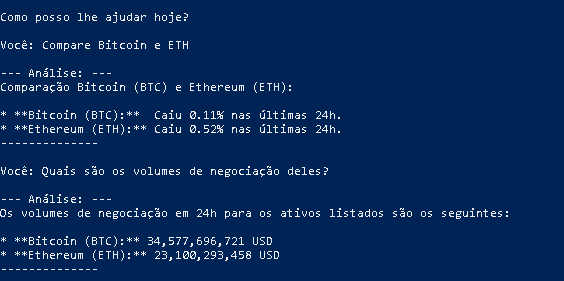 Como posso lhe ajudar hoje?
Você: Compare Bitcoin e ETH
--- Análise: ---
Comparação Bitcoin (BTC) e Ethereum (ETH):
* **Bitcoin (BTC):**  Caiu 0.11% nas últimas 24h.
* **Ethereum (ETH):** Caiu 0.52% nas últimas 24h.
--------------
Você: Quais são os volumes de negociação deles?
--- Análise: ---
Os volumes de negociação em 24h para os ativos listados são os seguintes:
* **Bitcoin (BTC):** 34,577,696,721 USD
* **Ethereum (ETH):** 23,100,293,458 USD
--------------